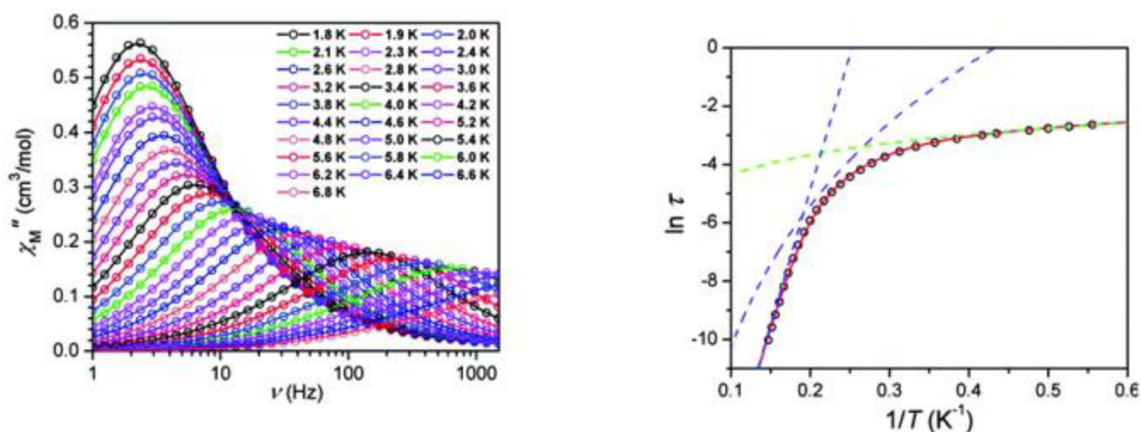 0.6
0.5
0.4
0.3
0.2
0.1
0.0
χM″ (cm3/mol)
1.8 K 1.9 K 2.0 K
2.1 K 2.3 K 2.4 K
2.6 K 2.8 K 3.0 K
3.2 K 3.4 K 3.6 K
3.8 K 4.0 K 4.2 K
4.4 K 4.6 K 5.2 K
4.8 K 5.0 K 5.4 K
5.6 K 5.8 K 6.0 K
6.2 K 6.4 K 6.6 K
6.8 K
1 10 100 1000
ν (Hz)
0
-2
-4
-6
-8
-10
ln τ
0.1 0.2 0.3 0.4 0.5 0.6
1/T (K-1)